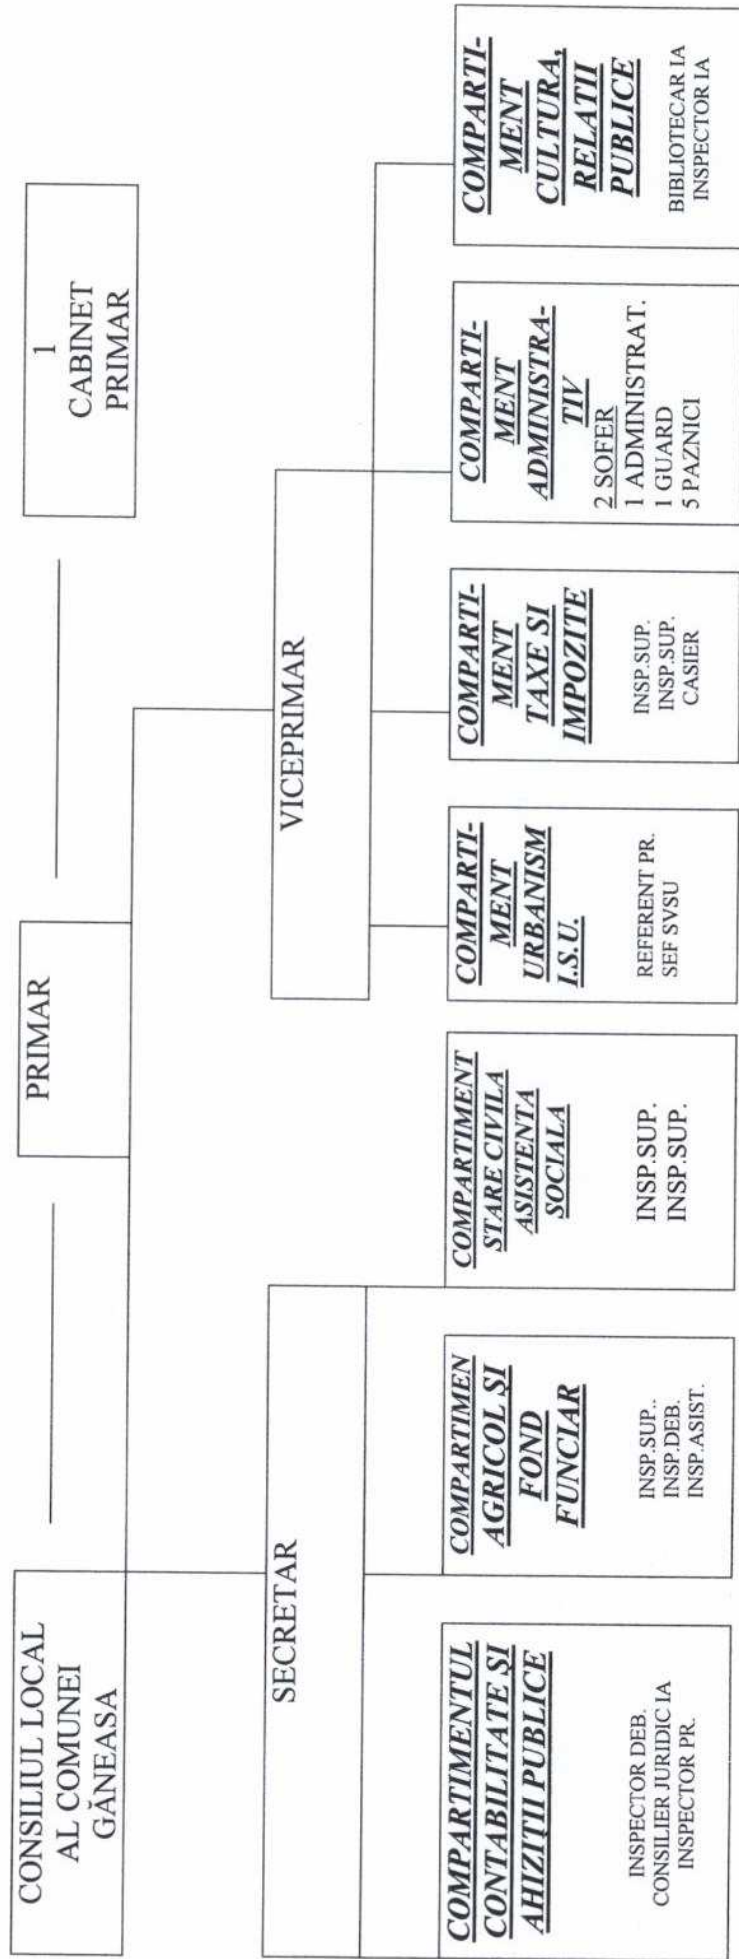 CONSILIUL LOCAL
AL COMUNEI
GĂNEASA
PRIMAR
1
CABINET
PRIMAR
SECRETAR
VICEPRIMAR
COMPARTIMENTUL
CONTABILITATE ŞI
AHIZIŢII PUBLICE
INSPECTOR DEB.
CONSILIER JURIDIC IA
INSPECTOR PR.
COMPARTIMEN
AGRICOL ŞI
FOND
FUNCIAR
INSP.SUP..
INSP.DEB.
INSP.ASIST.
COMPARTIMENT
STARE CIVILA
ASISTENTA
SOCIALA
INSP.SUP.
INSP.SUP.
COMPARTI-
MENT
URBANISM
I.S.U.
REFERENT PR.
SEF SVSU
COMPARTI-
MENT
TAXE SI
IMPOZITE
INSP.SUP.
INSP.SUP.
CASIER
COMPARTI-
MENT
ADMINISTRA-
TIV
2 SOFER
1 ADMINISTRAT.
1 GUARD
5 PAZNICI
COMPARTI-
MENT
CULTURA,
RELATII
PUBLICE
BIBLIOTECAR IA
INSPECTOR IA